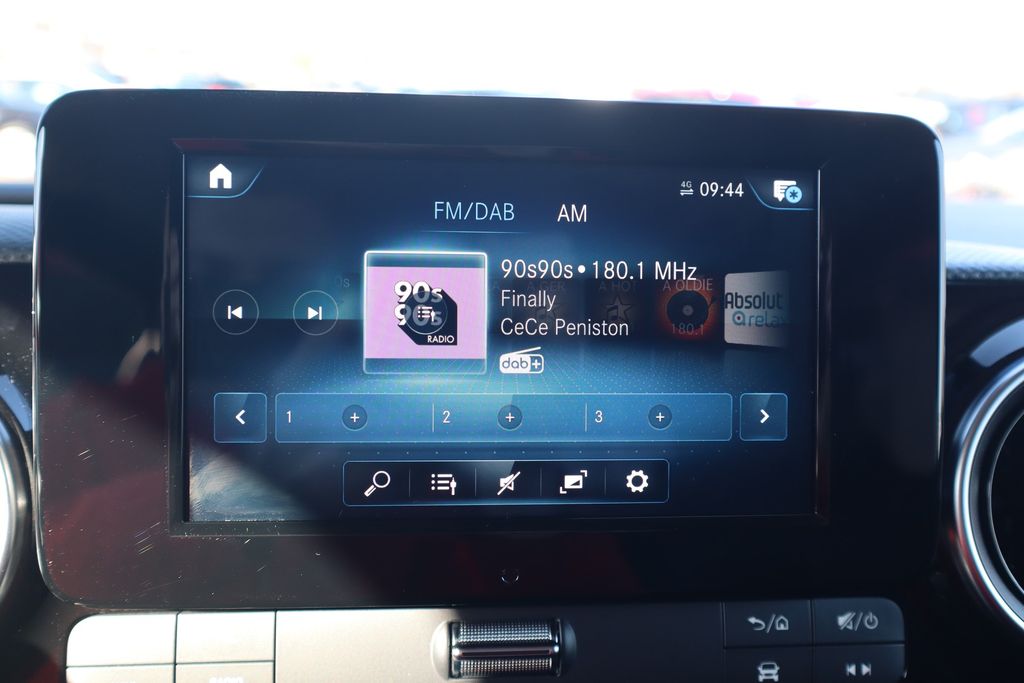 4G 09:44
FM/DAB AM
90s90s • 180.1 MHz
Finally
CeCe Peniston
dab+
90s
90s
RADIO
A OLDIE
180.1
Absolut
relax
1 + 2 + 3 +